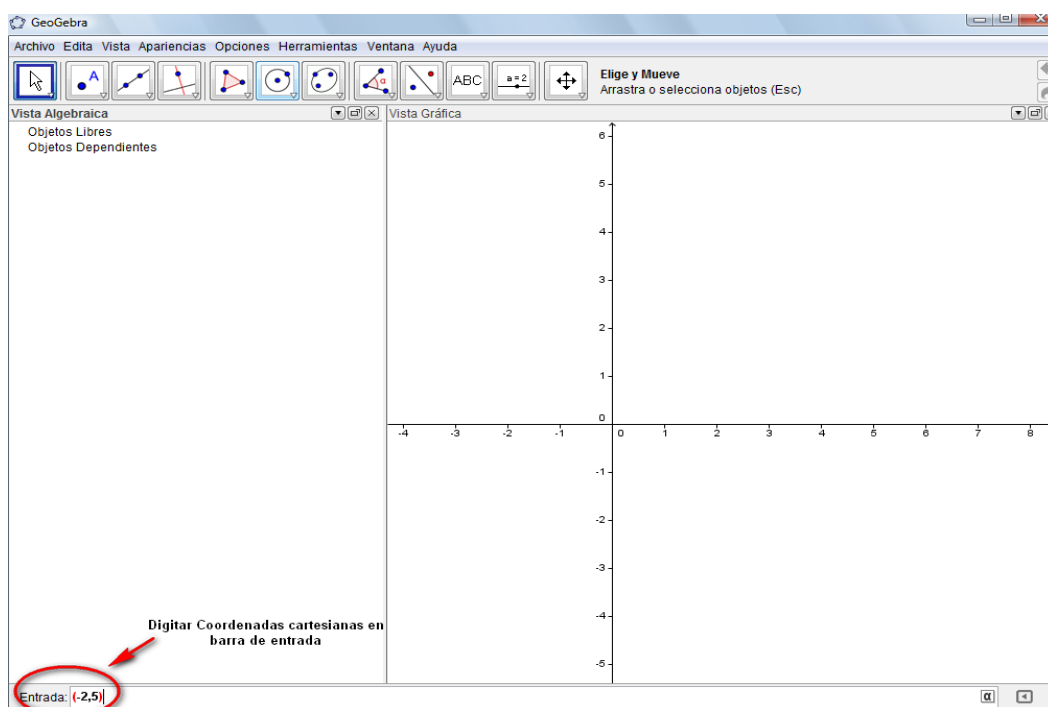 GeoGebra
Archivo Edita Vista Apariencias Opciones Herramientas Ventana Ayuda
A
α
ABC
a=2
Elige y Mueve
Arrastra o selecciona objetos (Esc)
Vista Algebraica
Vista Gráfica
Objetos Libres
Objetos Dependientes
6
5
4
3
2
1
0
-4 -3 -2 -1 0 1 2 3 4 5 6 7 8
-1
-2
-3
-4
-5
Digitar Coordenadas cartesianas en
barra de entrada
Entrada: (-2,5)
α